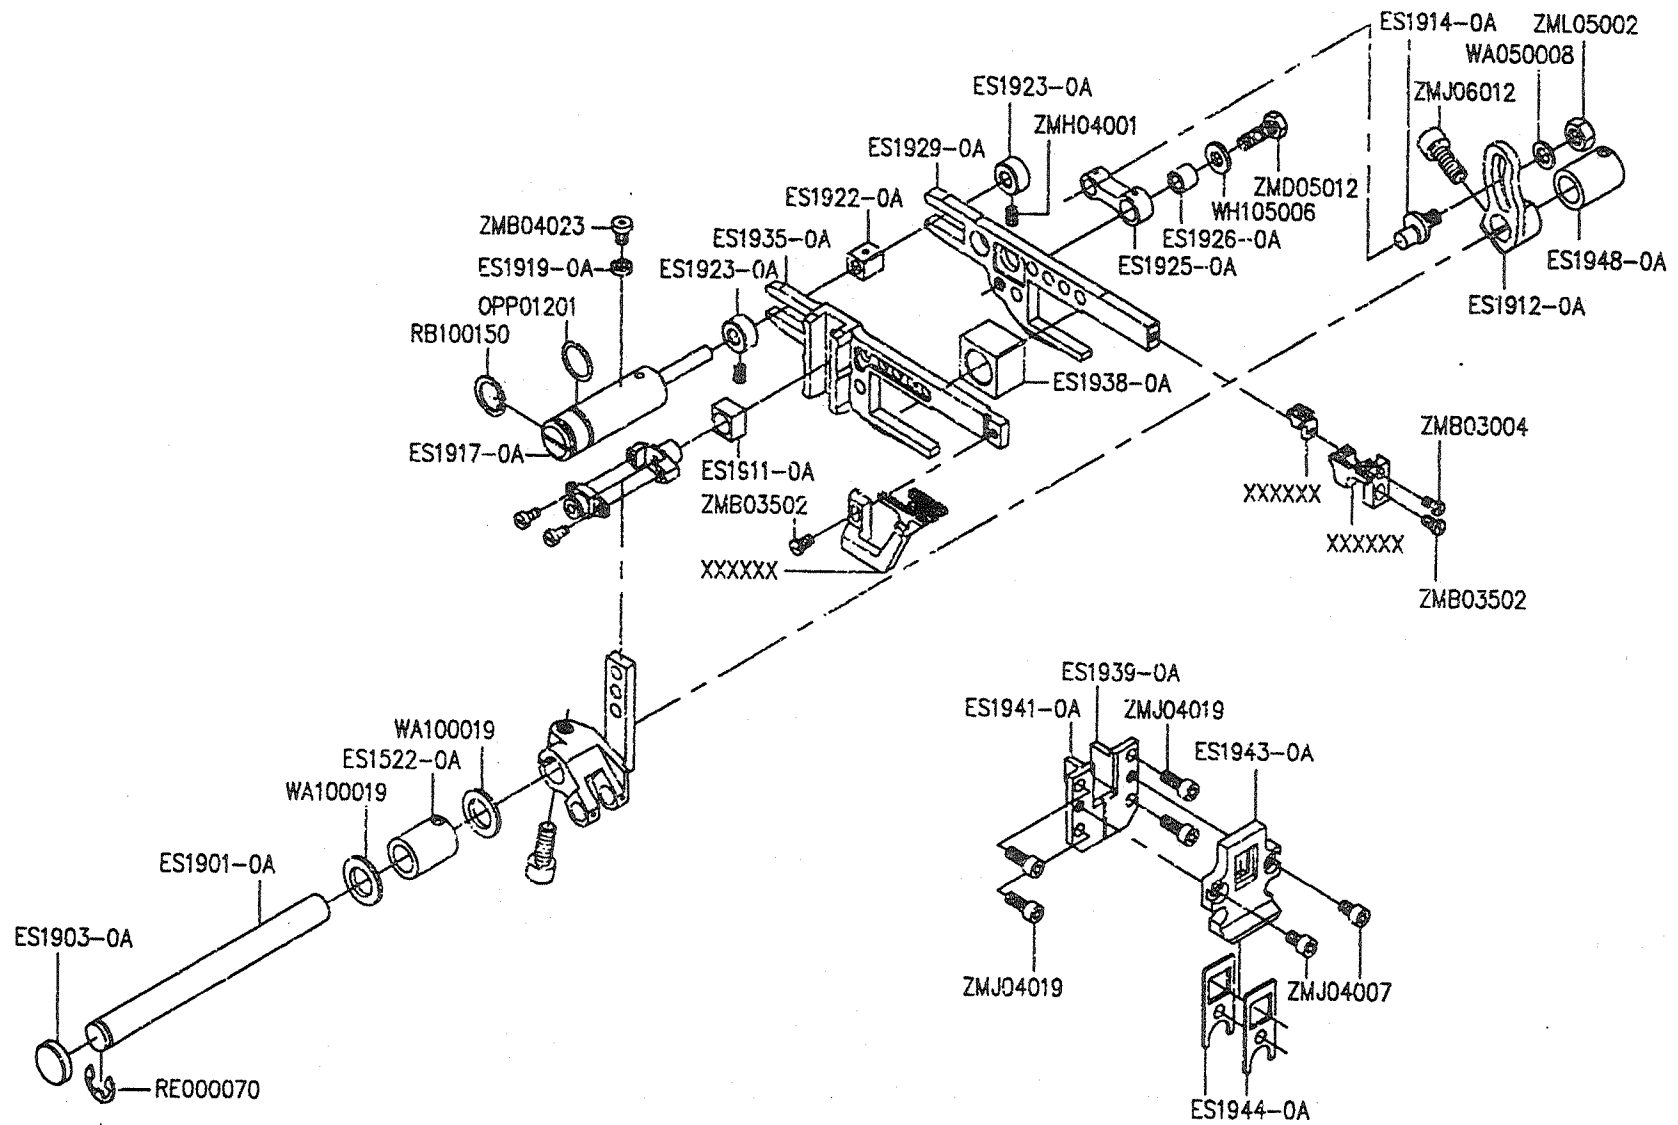 ES1914-0A
ZML05002
WA050008
ZMJ06012
ES1923-0A
ZMH04001
ES1929-0A
ZMD05012
ES1922-0A
WH105006
ZMB04023
ES1935-0A
ES1926-0A
ES1919-0A
ES1923-0A
ES1925-0A
ES1948-0A
OPP01201
ES1912-0A
RB100150
ES1938-0A
ES1917-0A
ZMB03004
ES1911-0A
XXXXXX
ZMB03502
XXXXXX
XXXXXX
ZMB03502
ES1939-0A
ES1941-0A
ZMJ04019
WA100019
ES1522-0A
ES1943-0A
WA100019
ES1901-0A
ES1903-0A
ZMJ04019
ZMJ04007
RE000070
ES1944-0A